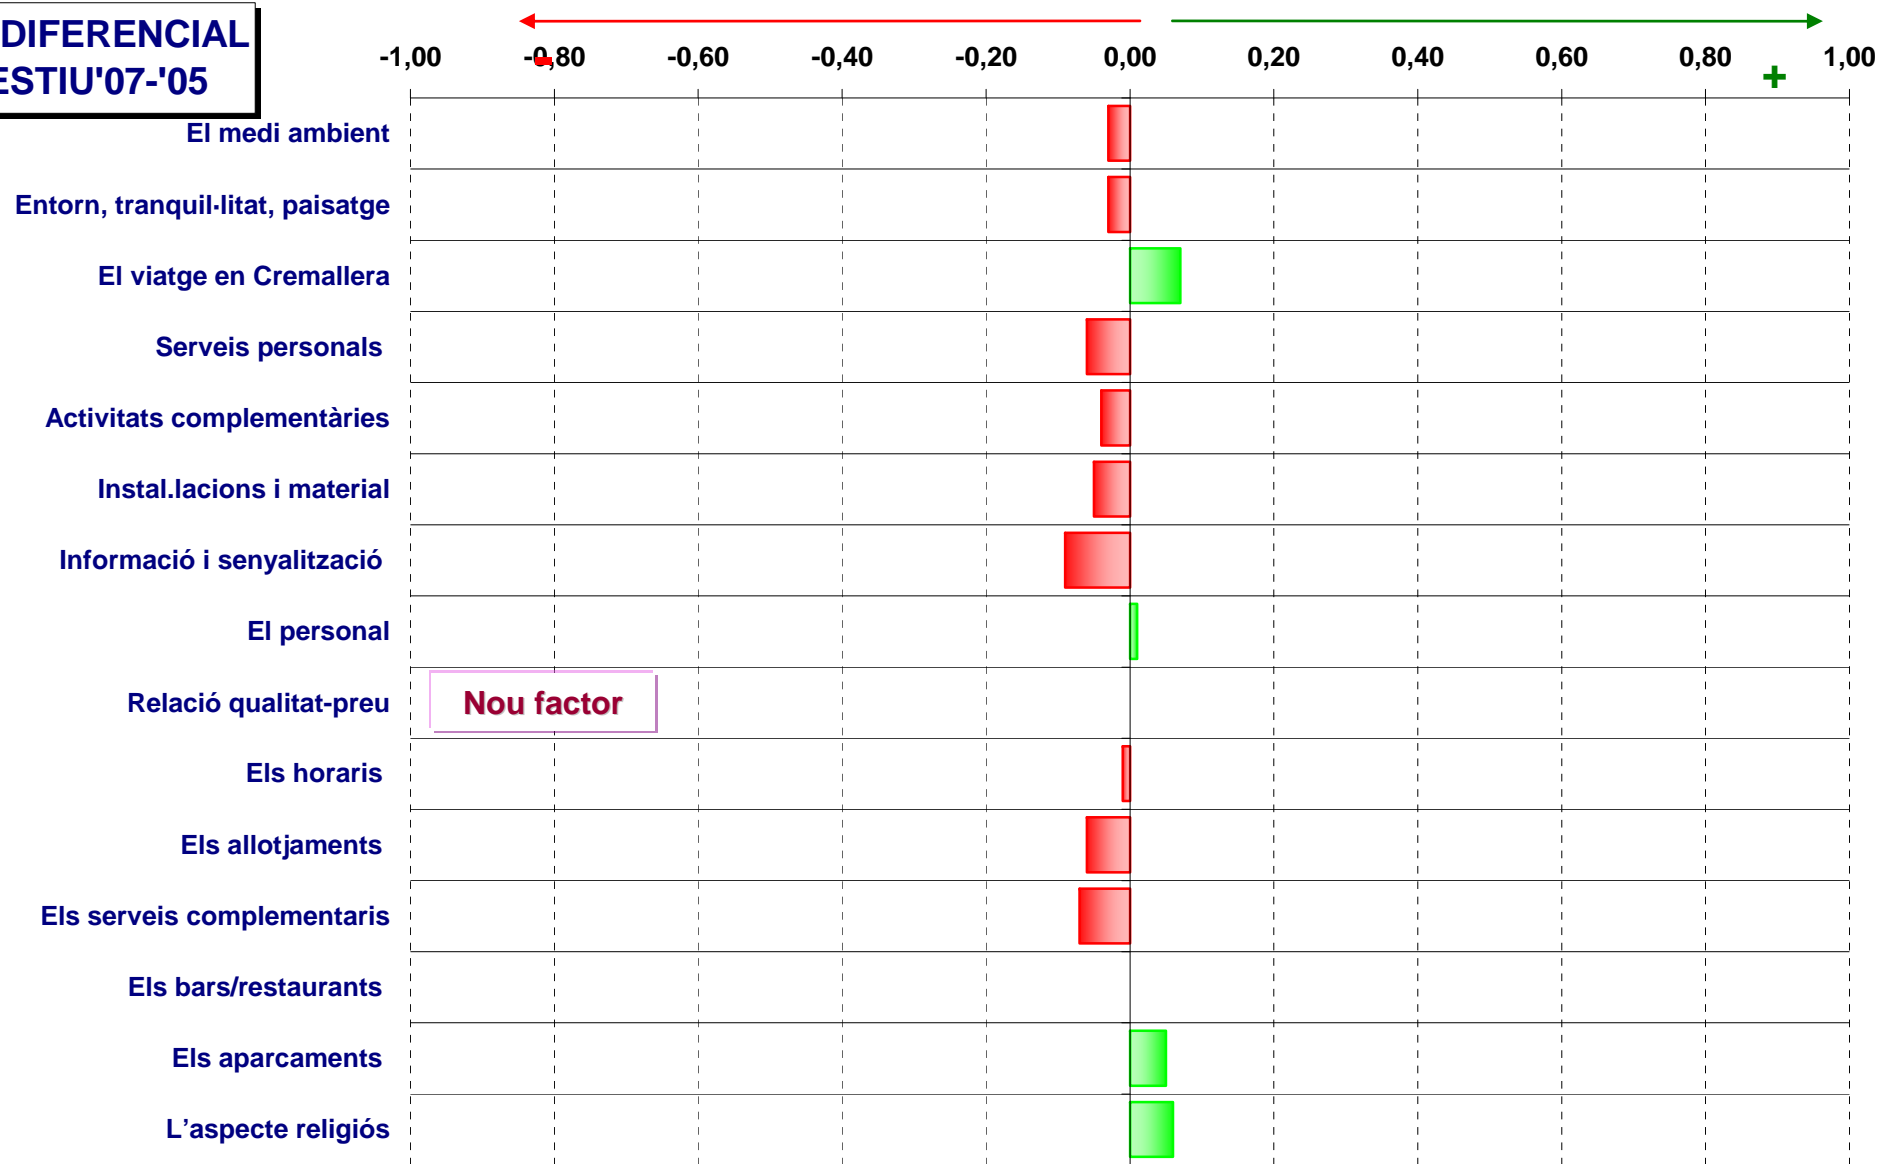 DIFERENCIAL
ESTIU'07-'05
-1,00 -0,80 -0,60 -0,40 -0,20 0,00 0,20 0,40 0,60 0,80 1,00
- +
El medi ambient
Entorn, tranquil·litat, paisatge
El viatge en Cremallera
Serveis personals
Activitats complementàries
Instal.lacions i material
Informació i senyalització
El personal
Relació qualitat-preu
Nou factor
Els horaris
Els allotjaments
Els serveis complementaris
Els bars/restaurants
Els aparcaments
L’aspecte religiós